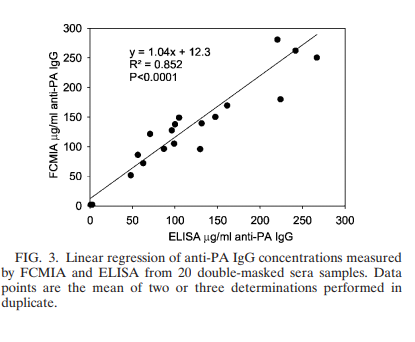 300
250
200
150
100
50
0
FCMIA μg/ml anti-PA IgG
y = 1.04x + 12.3
R² = 0.852
P<0.0001
0 50 100 150 200 250 300
ELISA μg/ml anti-PA IgG
FIG. 3. Linear regression of anti-PA IgG concentrations measured
by FCMIA and ELISA from 20 double-masked sera samples. Data
points are the mean of two or three determinations performed in
duplicate.